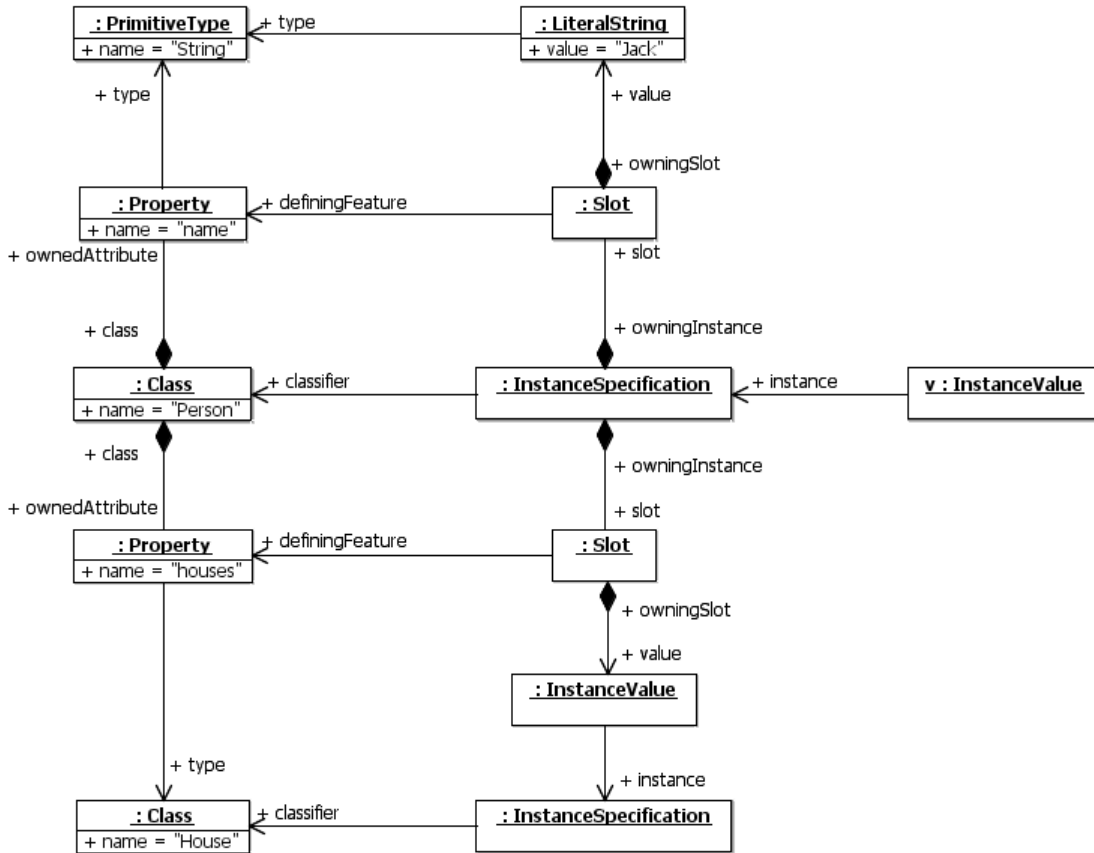 : PrimitiveType
+ name = "String"
+ type
: LiteralString
+ value = "Jack"
+ type
+ value
+ owningSlot
: Property
+ name = "name"
+ definingFeature
: Slot
+ ownedAttribute
+ slot
+ class
+ owningInstance
: Class
+ name = "Person"
+ classifier
: InstanceSpecification
+ instance
v : InstanceValue
+ class
+ owningInstance
+ ownedAttribute
+ slot
: Property
+ name = "houses"
+ definingFeature
: Slot
+ owningSlot
+ value
: InstanceValue
+ type
+ instance
: Class
+ name = "House"
+ classifier
: InstanceSpecification